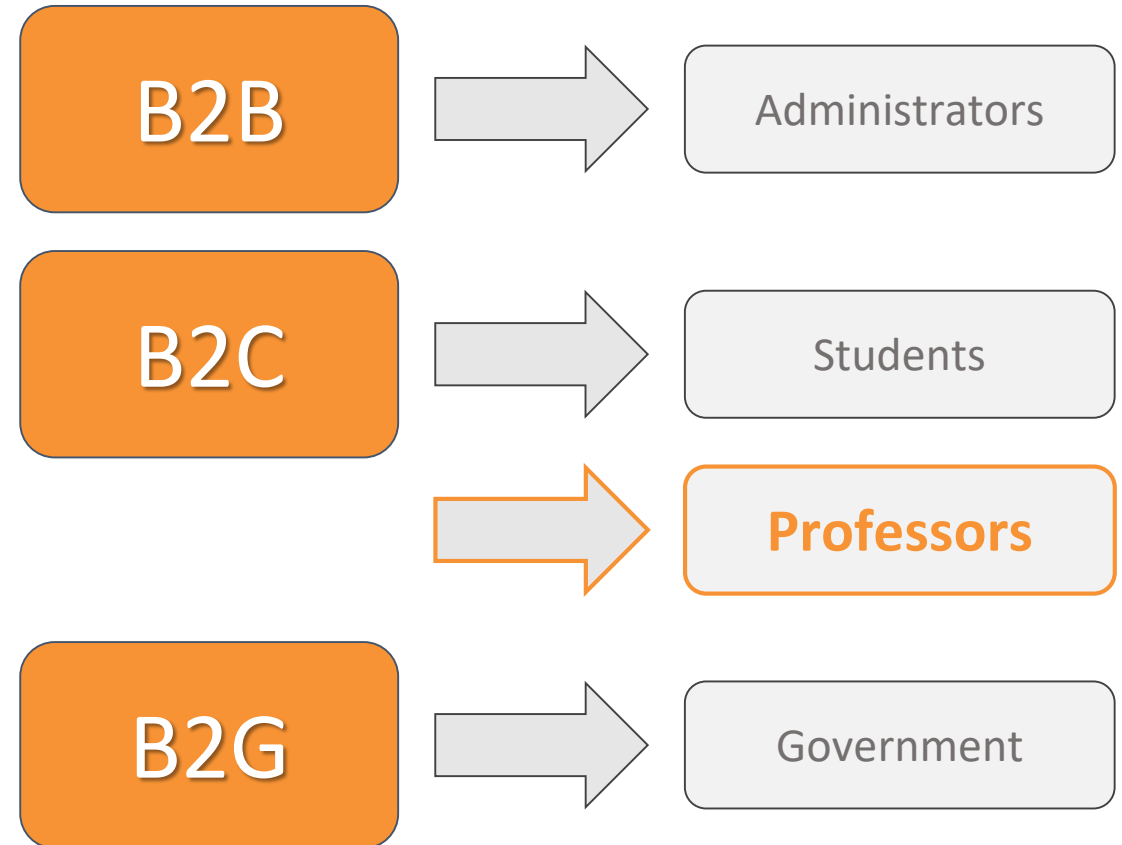 B2B
Administrators
B2C
Students
Professors
B2G
Government